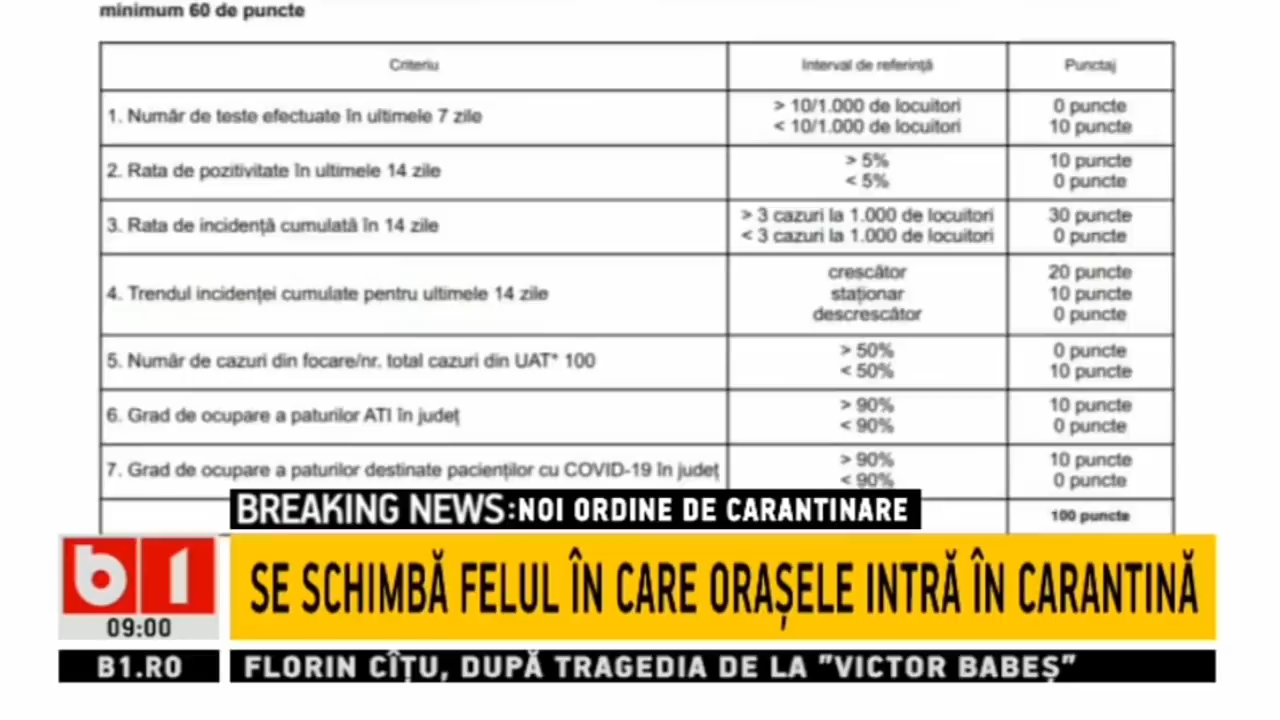 minimum 60 de puncte
Criteriu Interval de referință Punctaj
1. Număr de teste efectuate în ultimele 7 zile
> 10/1.000 de locuitori 0 puncte
< 10/1.000 de locuitori 10 puncte
2. Rata de pozitivitate în ultimele 14 zile
> 5% 10 puncte
< 5% 0 puncte
3. Rata de incidență cumulată în 14 zile
> 3 cazuri la 1.000 de locuitori 30 puncte
< 3 cazuri la 1.000 de locuitori 0 puncte
4. Trendul incidenței cumulate pentru ultimele 14 zile
crescător 20 puncte
staționar 10 puncte
descrescător 0 puncte
5. Număr de cazuri din focare/nr. total cazuri din UAT* 100
> 50% 0 puncte
< 50% 10 puncte
6. Grad de ocupare a paturilor ATI în județ
> 90% 10 puncte
< 90% 0 puncte
7. Grad de ocupare a paturilor destinate pacienților cu COVID-19 în județ
> 90% 10 puncte
< 90% 0 puncte
100 puncte
BREAKING NEWS: NOI ORDINE DE CARANTINARE
b1
SE SCHIMBĂ FELUL ÎN CARE ORAȘELE INTRĂ ÎN CARANTINĂ
09:00
B1.RO
FLORIN CÎȚU, DUPĂ TRAGEDIA DE LA "VICTOR BABEȘ"